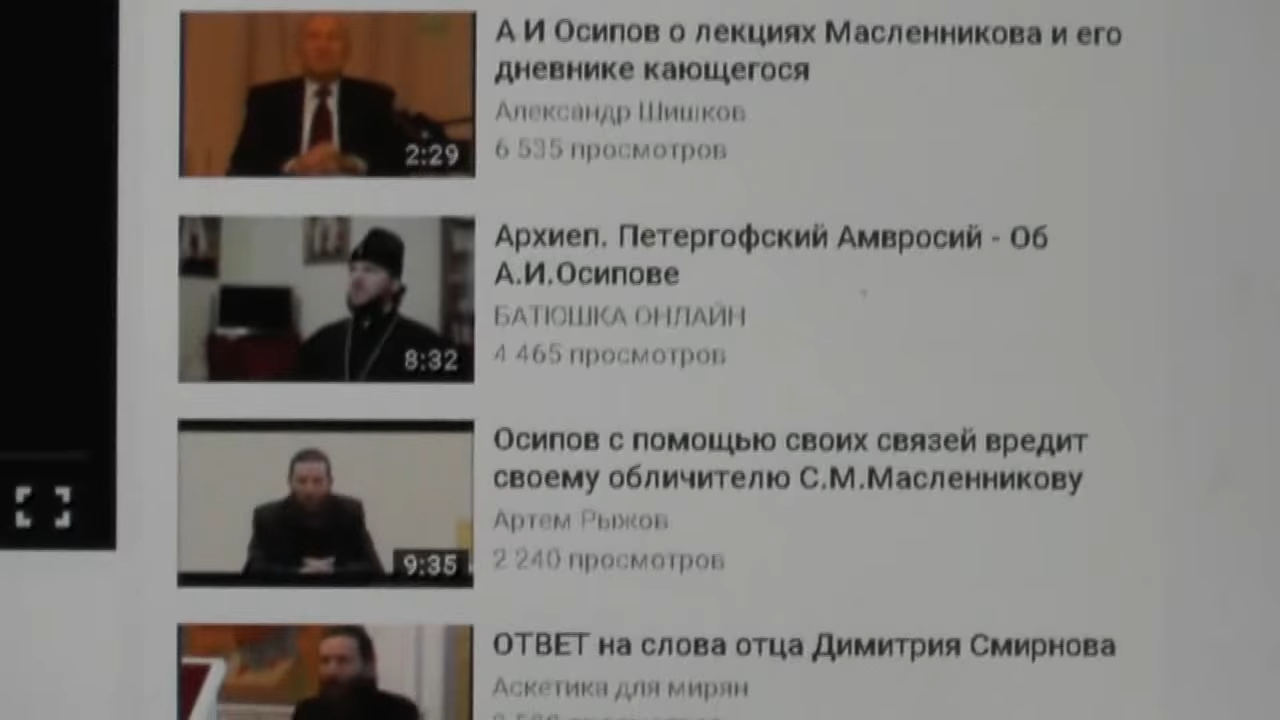 А И Осипов о лекциях Масленникова и его
дневнике кающегося
Александр Шишков
6 535 просмотров
2:29
Архиеп. Петергофский Амвросий - Об
А.И.Осипове
БАТЮШКА ОНЛАЙН
4 465 просмотров
8:32
Осипов с помощью своих связей вредит
своему обличителю С.М.Масленникову
Артем Рыжов
2 240 просмотров
9:35
ОТВЕТ на слова отца Димитрия Смирнова
Аскетика для мирян